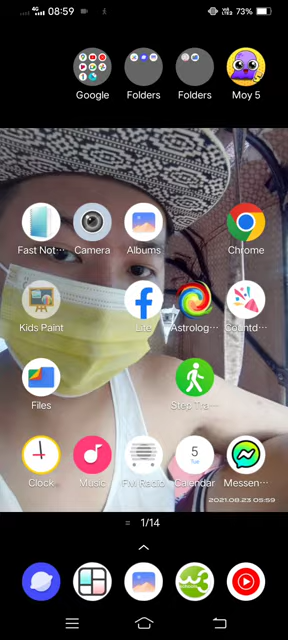 4G 08:59 73%
Google Folders Folders Moy 5
Fast Not··· Camera Albums Chrome
Kids Paint Lite Astrolog··· Countd···
Files Step Tra···
5
Tue
Clock Music FM Radio Calendar Messen···
2021.08.23 05:59
1/14